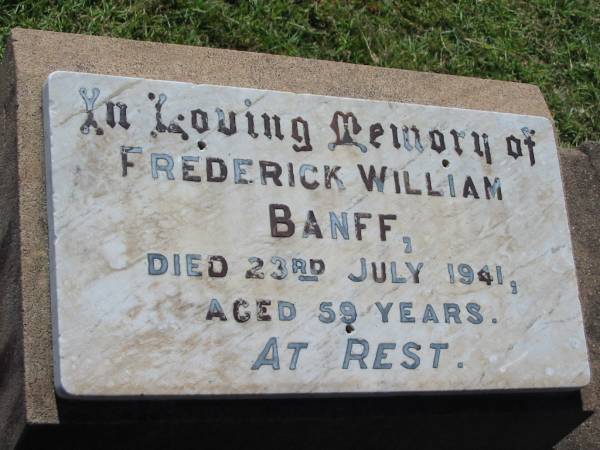 In Loving Memory of
FREDERICK WILLIAM
BANFF,
DIED 23RD JULY 1941,
AGED 59 YEARS.
AT REST.